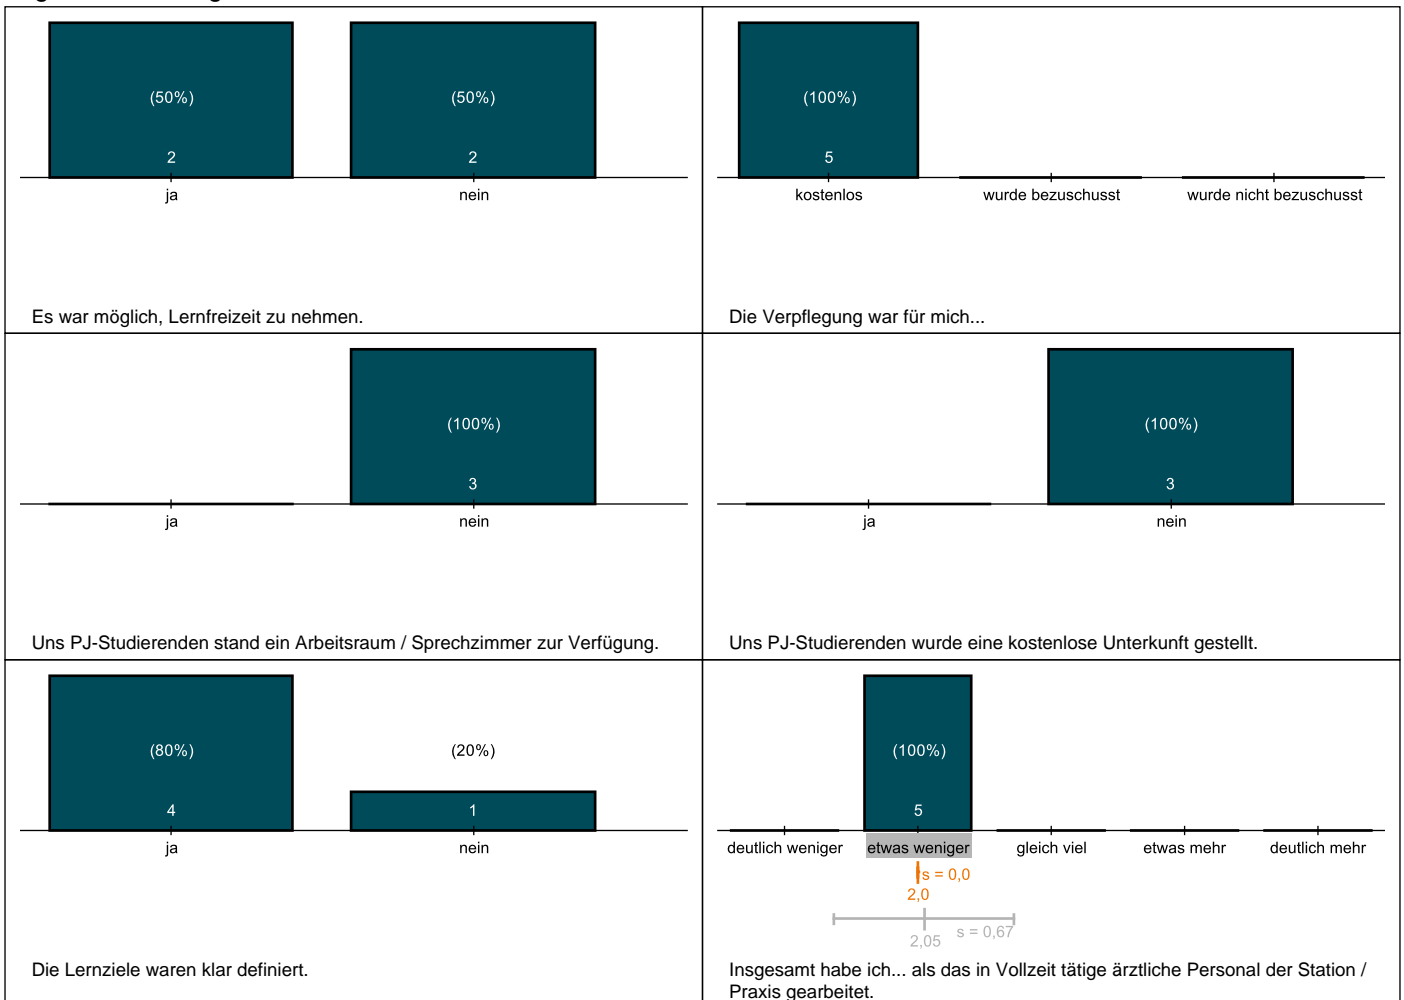 (50%)
(50%)
2
2
ja
nein
Es war möglich, Lernfreizeit zu nehmen.
(100%)
5
kostenlos
wurde bezuschusst
wurde nicht bezuschusst
Die Verpflegung war für mich...
(100%)
3
ja
nein
Uns PJ-Studierenden stand ein Arbeitsraum / Sprechzimmer zur Verfügung.
(100%)
3
ja
nein
Uns PJ-Studierenden wurde eine kostenlose Unterkunft gestellt.
(80%)
(20%)
4
1
ja
nein
Die Lernziele waren klar definiert.
(100%)
5
deutlich weniger
etwas weniger
gleich viel
etwas mehr
deutlich mehr
s = 0,0
2,0
2,05
s = 0,67
Insgesamt habe ich... als das in Vollzeit tätige ärztliche Personal der Station /
Praxis gearbeitet.